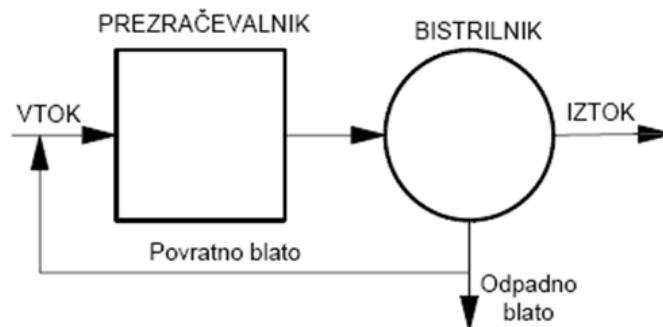 PREZRAČEVALNIK
BISTRILNIK
VTOK
IZTOK
Povratno blato
Odpadno
blato